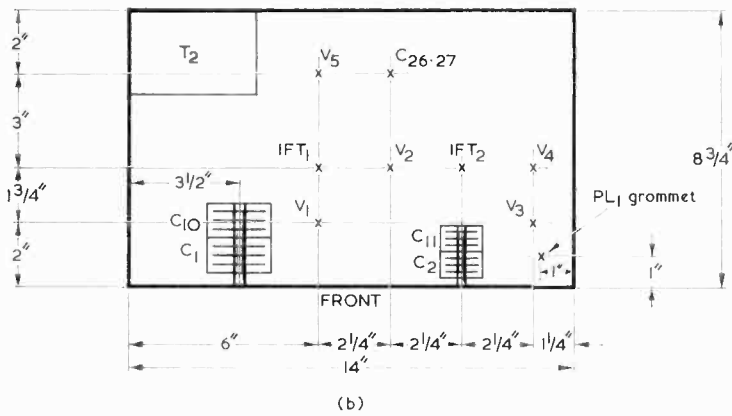 2"
T2
V5
C26·27
3"
IFT1
V2
IFT2
V4
8 3/4"
1 3/4"
3 1/2"
PL1 grommet
C10
V1
V3
C11
C1
C2
2"
1"
1"
FRONT
6"
2 1/4"
2 1/4"
2 1/4"
1 1/4"
14"
(b)